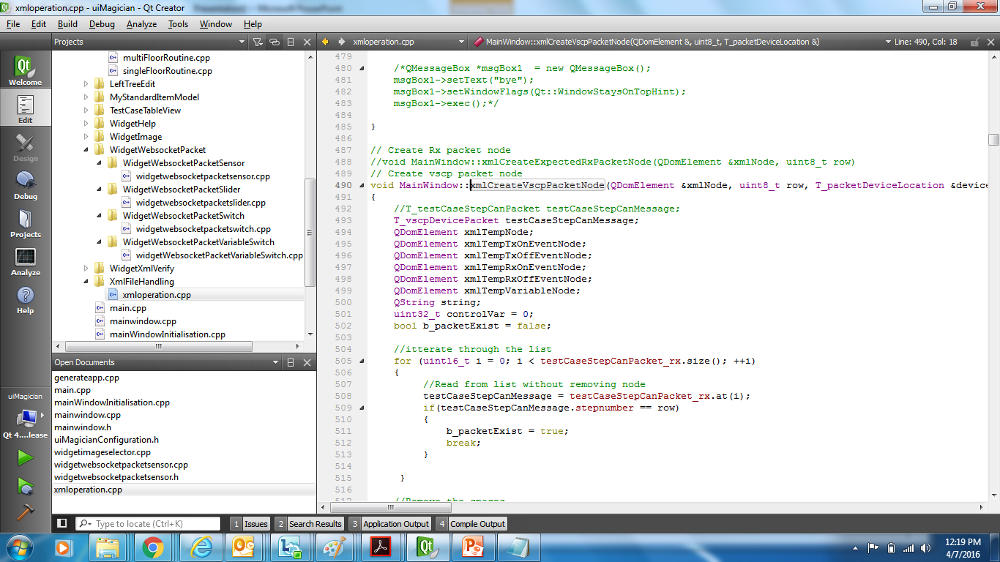 xmloperation.cpp - uiMagician - Qt Creator
File Edit Build Debug Analyze Tools Window Help
Projects
xmloperation.cpp
MainWindow::xmlCreateVscpPacketNode(QDomElement &, uint8_t, T_packetDeviceLocation &)
Line: 490, Col: 18
Welcome
Edit
Design
Debug
Projects
Analyze
Help
uiMagician
Qt 4....lease
multiFloorRoutine.cpp
singleFloorRoutine.cpp
LeftTreeEdit
MyStandardItemModel
TestCaseTableView
WidgetHelp
WidgetImage
WidgetWebsocketPacket
WidgetWebsocketPacketSensor
widgetwebsocketpacketsensor.cpp
WidgetWebsocketPacketSlider
widgetwebsocketpacketslider.cpp
WidgetWebsocketPacketSwitch
widgetwebsocketpacketswitch.cpp
WidgetWebsocketPacketVariableSwitch
widgetWebsocketPacketVariableSwitch.cpp
WidgetXmlVerify
XmlFileHandling
xmloperation.cpp
main.cpp
mainwindow.cpp
mainWindowInitialisation.cpp
Open Documents
generateapp.cpp
main.cpp
mainWindowInitialisation.cpp
mainwindow.cpp
mainwindow.h
uiMagicianConfiguration.h
widgetimageselector.cpp
widgetwebsocketpacketsensor.cpp
widgetwebsocketpacketsensor.h
xmloperation.cpp
479
480 /*QMessageBox *msgBox1  = new QMessageBox();
481 msgBox1->setText("bye");
482 msgBox1->setWindowFlags(Qt::WindowStaysOnTopHint);
483 msgBox1->exec();*/
484
485 }
486
487 // Create Rx packet node
488 //void MainWindow::xmlCreateExpectedRxPacketNode(QDomElement &xmlNode, uint8_t row)
489 // Create vscp packet node
490 void MainWindow::xmlCreateVscpPacketNode(QDomElement &xmlNode, uint8_t row, T_packetDeviceLocation &device
491 {
492 //T_testCaseStepCanPacket testCaseStepCanMessage;
493 T_vscpDevicePacket testCaseStepCanMessage;
494 QDomElement xmlTempNode;
495 QDomElement xmlTempTxOnEventNode;
496 QDomElement xmlTempTxOffEventNode;
497 QDomElement xmlTempRxOnEventNode;
498 QDomElement xmlTempRxOffEventNode;
499 QDomElement xmlTempVariableNode;
500 QString string;
501 uint32_t controlVar = 0;
502 bool b_packetExist = false;
503
504 //itterate through the list
505 for (uint16_t i = 0; i < testCaseStepCanPacket_rx.size(); ++i)
506 {
507 //Read from list without removing node
508 testCaseStepCanMessage = testCaseStepCanPacket_rx.at(i);
509 if(testCaseStepCanMessage.stepnumber == row)
510 {
511 b_packetExist = true;
512 break;
513 }
514
515 }
516
517 //Remove the spaces
Type to locate (Ctrl+K)
1 Issues
2 Search Results
3 Application Output
4 Compile Output
12:19 PM
4/7/2016